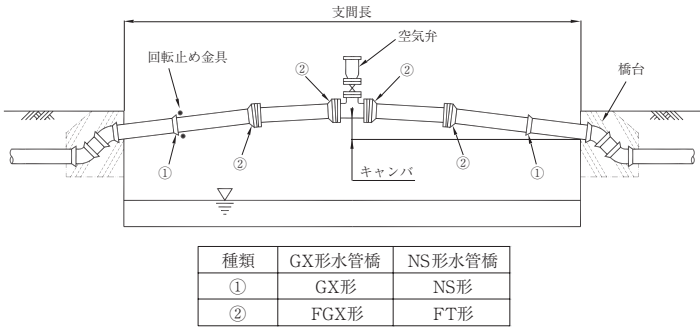 支間長
空気弁
回転止め金具
②
②
橋台
①
②
②
①
キャンバ
種類 GX形水管橋 NS形水管橋
① GX形 NS形
② FGX形 FT形